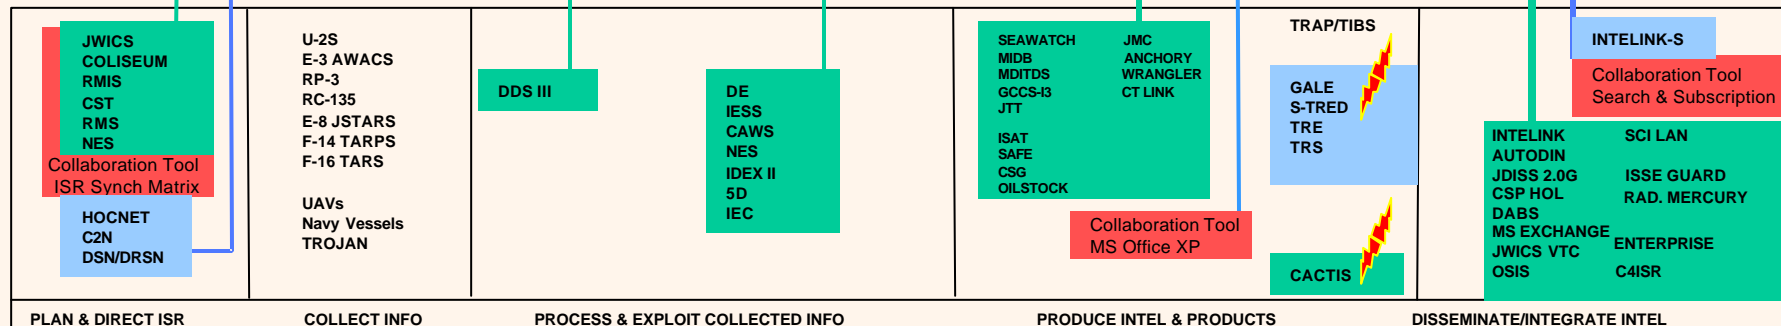 JWICS
COLISEUM
RMIS
CST
RMS
NES
Collaboration Tool
ISR Synch Matrix
HOCNET
C2N
DSN/DRSN
U-2S
E-3 AWACS
RP-3
RC-135
E-8 JSTARS
F-14 TARPS
F-16 TARS
UAVs
Navy Vessels
TROJAN
DDS III
DE
IESS
CAWS
NES
IDEX II
5D
IEC
SEAWATCH JMC
MIDB ANCHORY
MDITDS WRANGLER
GCCS-I3 CT LINK
JTT
ISAT
SAFE
CSG
OILSTOCK
Collaboration Tool
MS Office XP
TRAP/TIBS
GALE
S-TRED
TRE
TRS
CACTIS
INTELINK-S
Collaboration Tool
Search & Subscription
INTELINK SCI LAN
AUTODIN
JDISS 2.0G ISSE GUARD
CSP HOL RAD. MERCURY
DABS
MS EXCHANGE ENTERPRISE
JWICS VTC
OSIS C4ISR
PLAN & DIRECT ISR
COLLECT INFO
PROCESS & EXPLOIT COLLECTED INFO
PRODUCE INTEL & PRODUCTS
DISSEMINATE/INTEGRATE INTEL